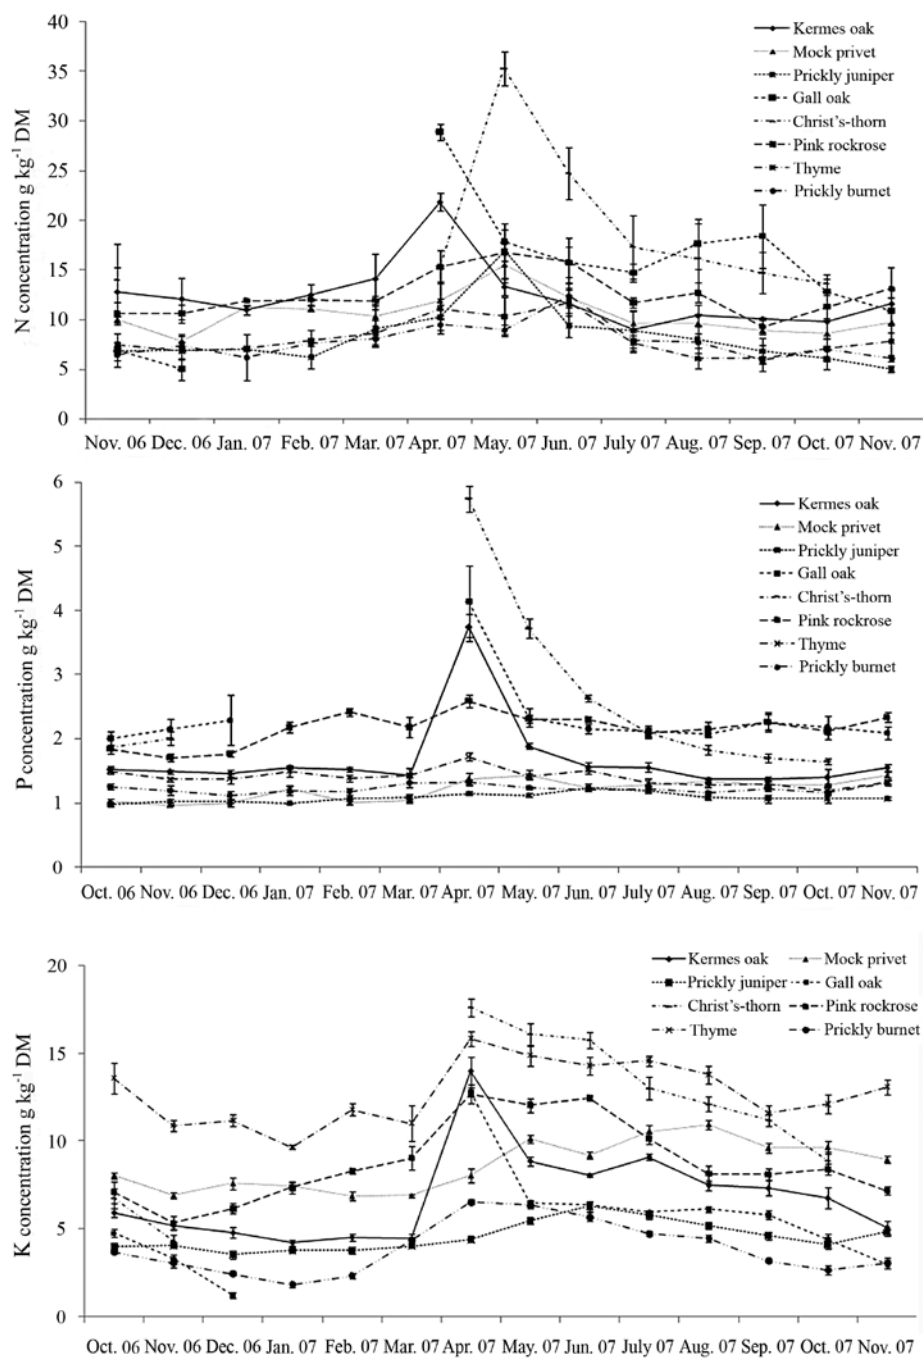 40
35
30
25
20
15
10
5
0
N concentration g kg⁻¹ DM
Kermes oak
Mock privet
Prickly juniper
Gall oak
Christ's-thorn
Pink rockrose
Thyme
Prickly burnet
Nov. 06 Dec. 06 Jan. 07 Feb. 07 Mar. 07 Apr. 07 May. 07 Jun. 07 July 07 Aug. 07 Sep. 07 Oct. 07 Nov. 07
6
5
4
3
2
1
0
P concentration g kg⁻¹ DM
Kermes oak
Mock privet
Prickly juniper
Gall oak
Christ's-thorn
Pink rockrose
Thyme
Prickly burnet
Oct. 06 Nov. 06 Dec. 06 Jan. 07 Feb. 07 Mar. 07 Apr. 07 May. 07 Jun. 07 July 07 Aug. 07 Sep. 07 Oct. 07 Nov. 07
20
15
10
5
0
K concentration g kg⁻¹ DM
Kermes oak Mock privet
Prickly juniper Gall oak
Christ's-thorn Pink rockrose
Thyme Prickly burnet
Oct. 06 Nov. 06 Dec. 06 Jan. 07 Feb. 07 Mar. 07 Apr. 07 May. 07 Jun. 07 July 07 Aug. 07 Sep. 07 Oct. 07 Nov. 07